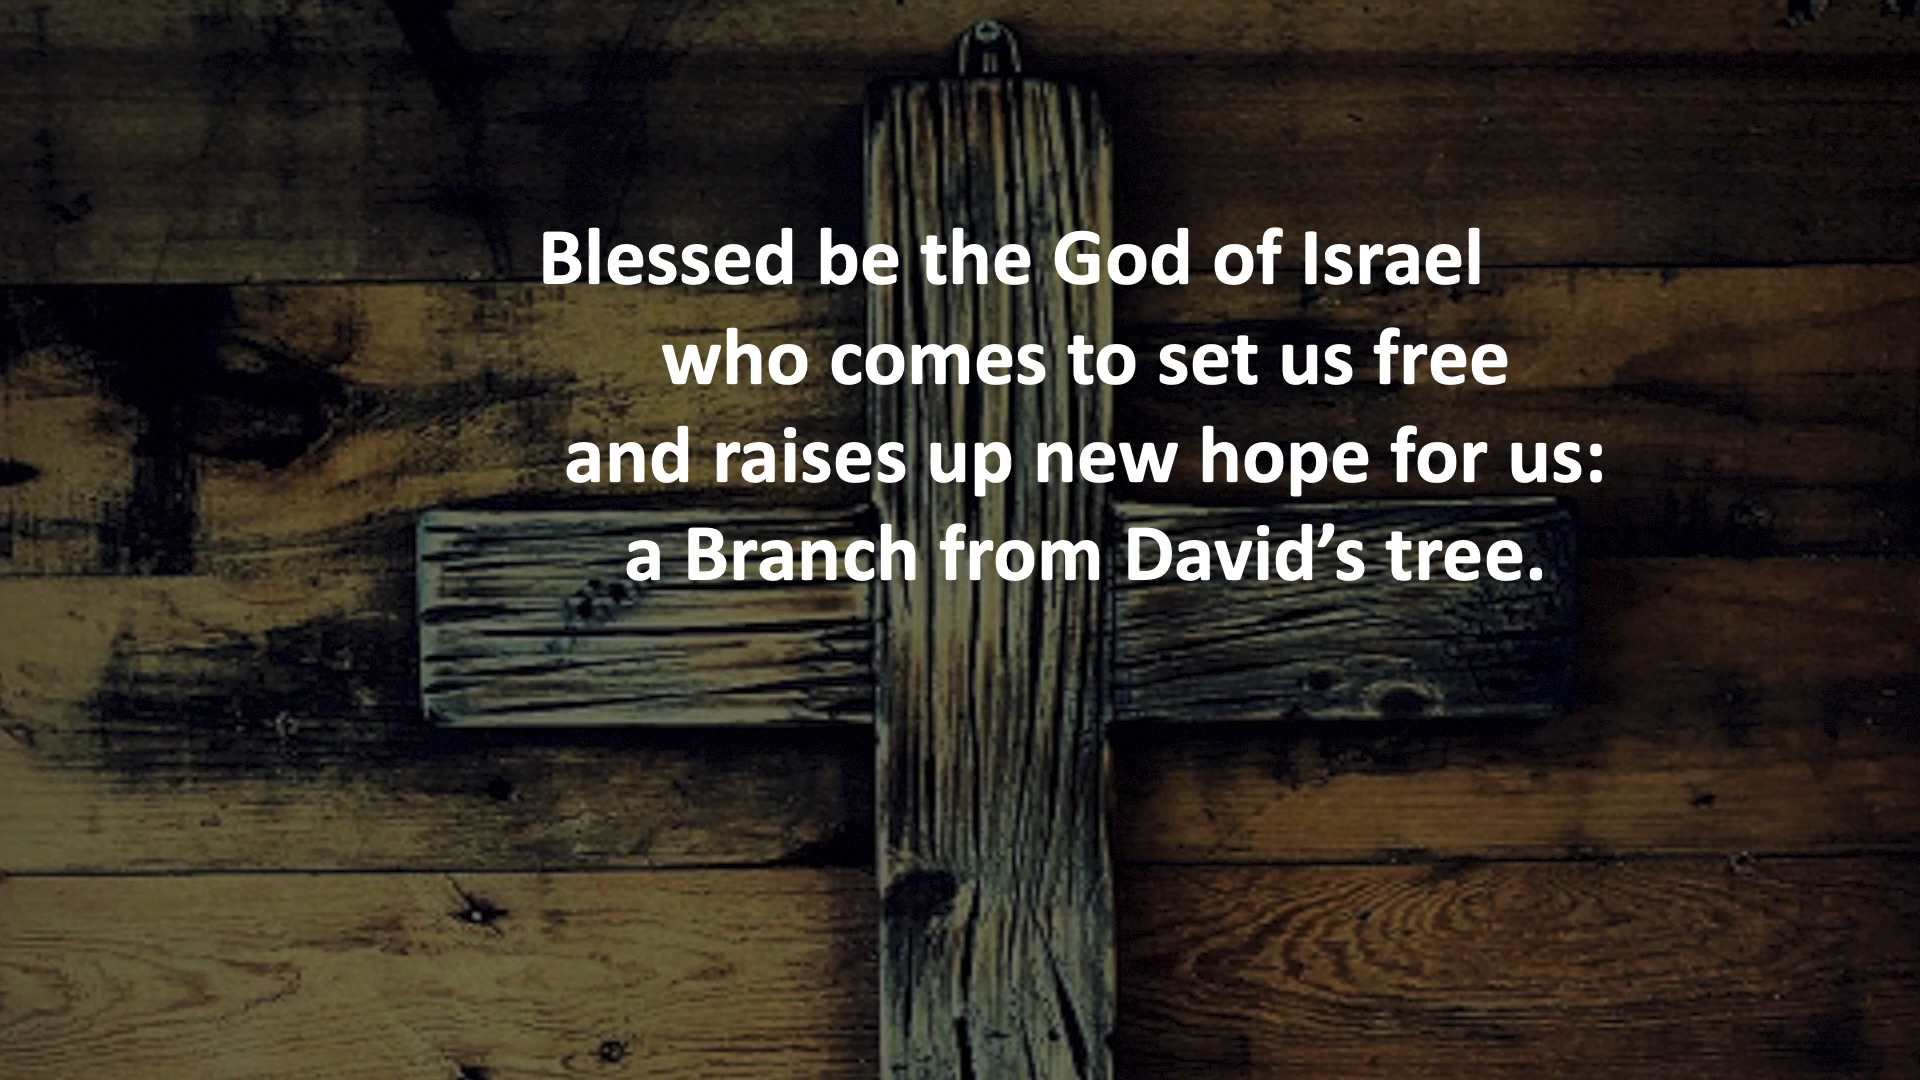 Blessed be the God of Israel
who comes to set us free
and raises up new hope for us:
a Branch from David’s tree.